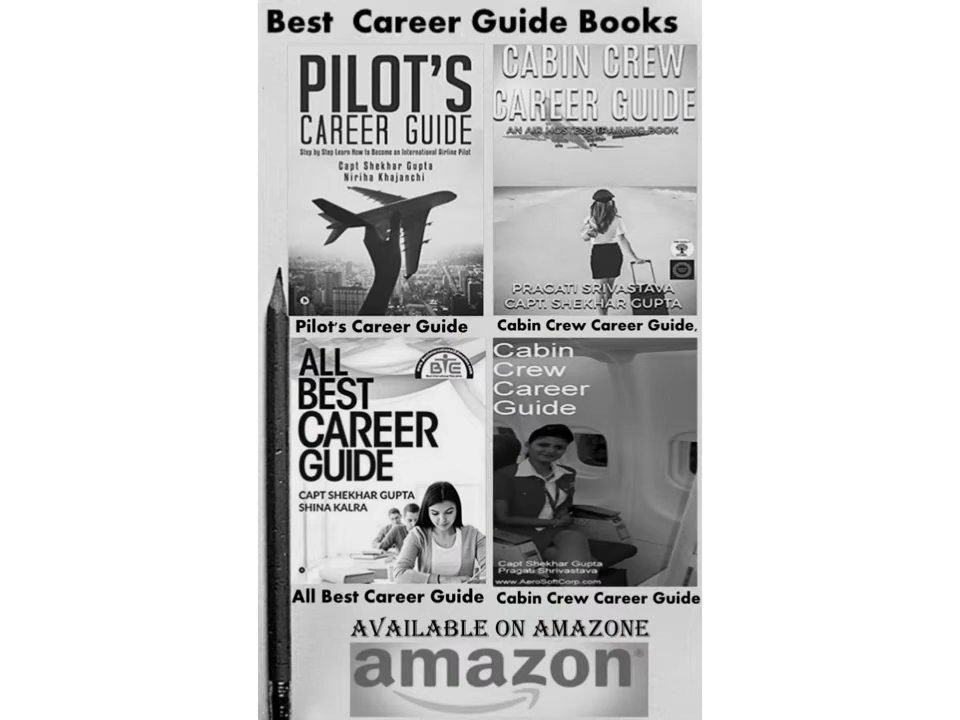 Best Career Guide Books
PILOT'S
CAREER GUIDE
Step by Step Learn How to Become an International Airline Pilot
Capt Shekhar Gupta
Niriha Khajanchi
Pilot's Career Guide
CABIN CREW
CAREER GUIDE
AN AIR HOSTESS TRAINING BOOK
PRAGATI SRIVASTAVA
CAPT. SHEKHAR GUPTA
Cabin Crew Career Guide,
ALL
BEST
CAREER
GUIDE
BTE
CAPT SHEKHAR GUPTA
SHINA KALRA
All Best Career Guide
Cabin
Crew
Career
Guide
Capt Shekhar Gupta
Pragati Shrivastava
www.AeroSoftCorp.com
Cabin Crew Career Guide
AVAILABLE ON AMAZONE
amazon